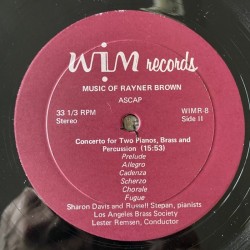 WIM records
MUSIC OF RAYNER BROWN
ASCAP
33 1/3 RPM WIMR-8
Stereo Side II
Concerto for Two Pianos, Brass and
Percussion (15:53)
Prelude
Allegro
Cadenza
Scherzo
Chorale
Fugue
Sharon Davis and Russell Stepan, pianists
Los Angeles Brass Society
Lester Remsen, Conductor